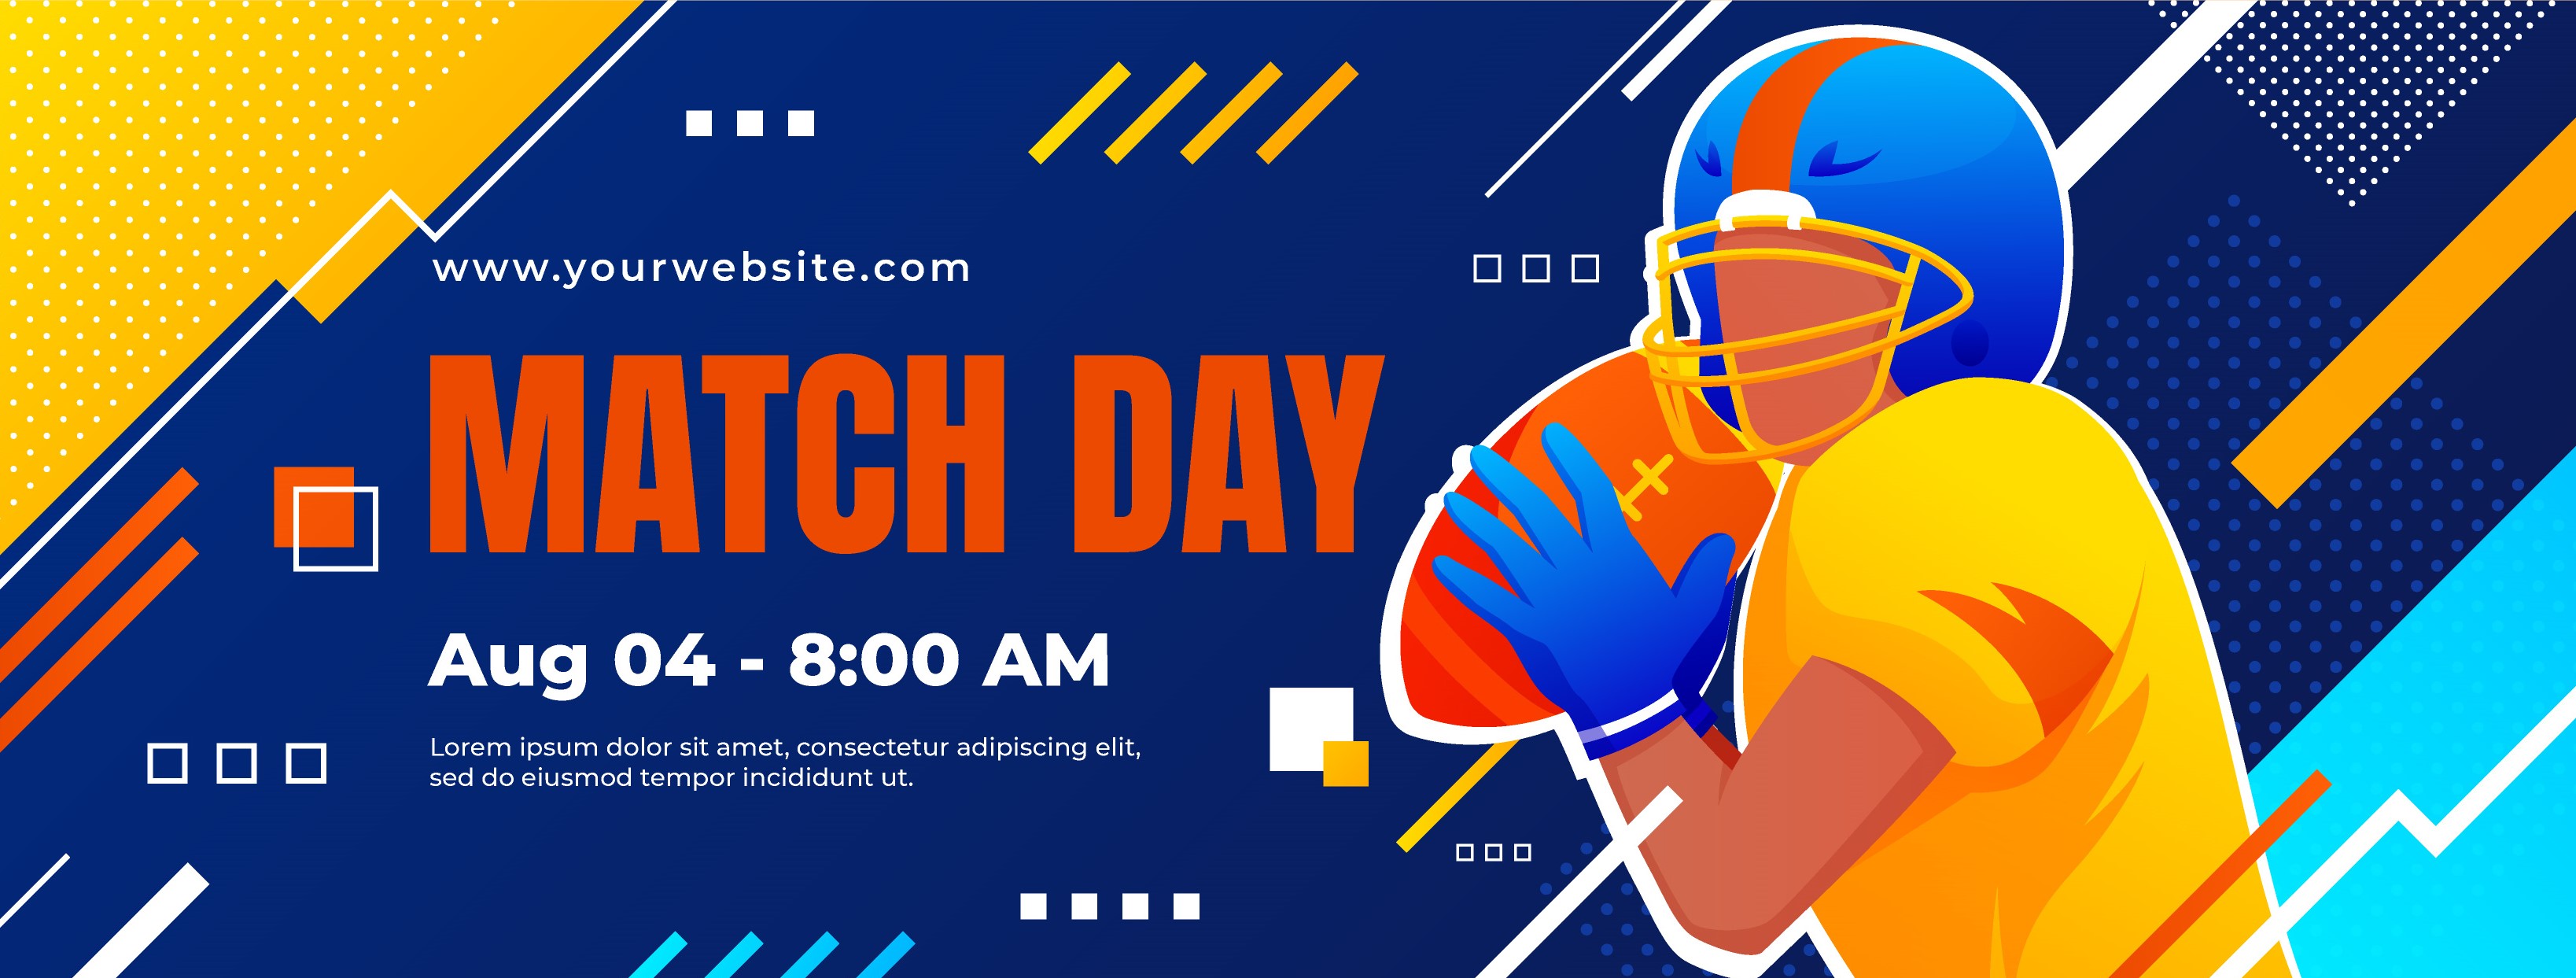 www.yourwebsite.com
MATCH DAY
Aug 04 - 8:00 AM
Lorem ipsum dolor sit amet, consectetur adipiscing elit,
sed do eiusmod tempor incididunt ut.